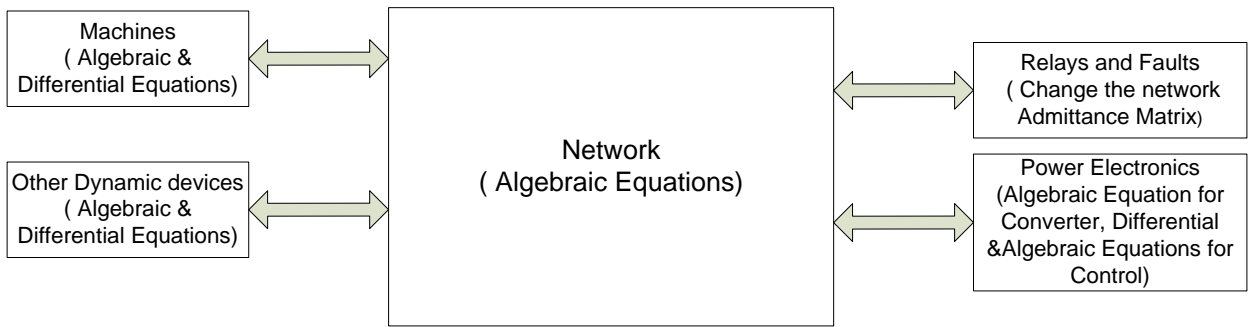 Machines
( Algebraic &
Differential Equations)
Other Dynamic devices
( Algebraic &
Differential Equations)
Network
( Algebraic Equations)
Relays and Faults
( Change the network
Admittance Matrix)
Power Electronics
(Algebraic Equation for
Converter, Differential
&Algebraic Equations for
Control)